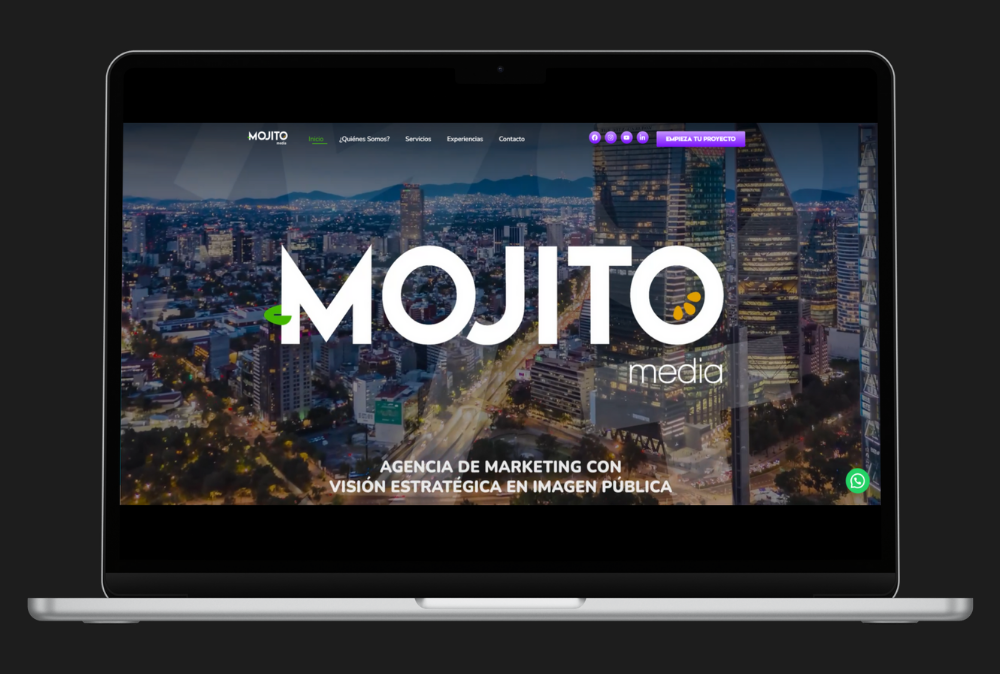 MOJITO
media
Inicio
¿Quiénes Somos?
Servicios
Experiencias
Contacto
EMPIEZA TU PROYECTO
MOJITO
media
AGENCIA DE MARKETING CON
VISIÓN ESTRATÉGICA EN IMAGEN PÚBLICA